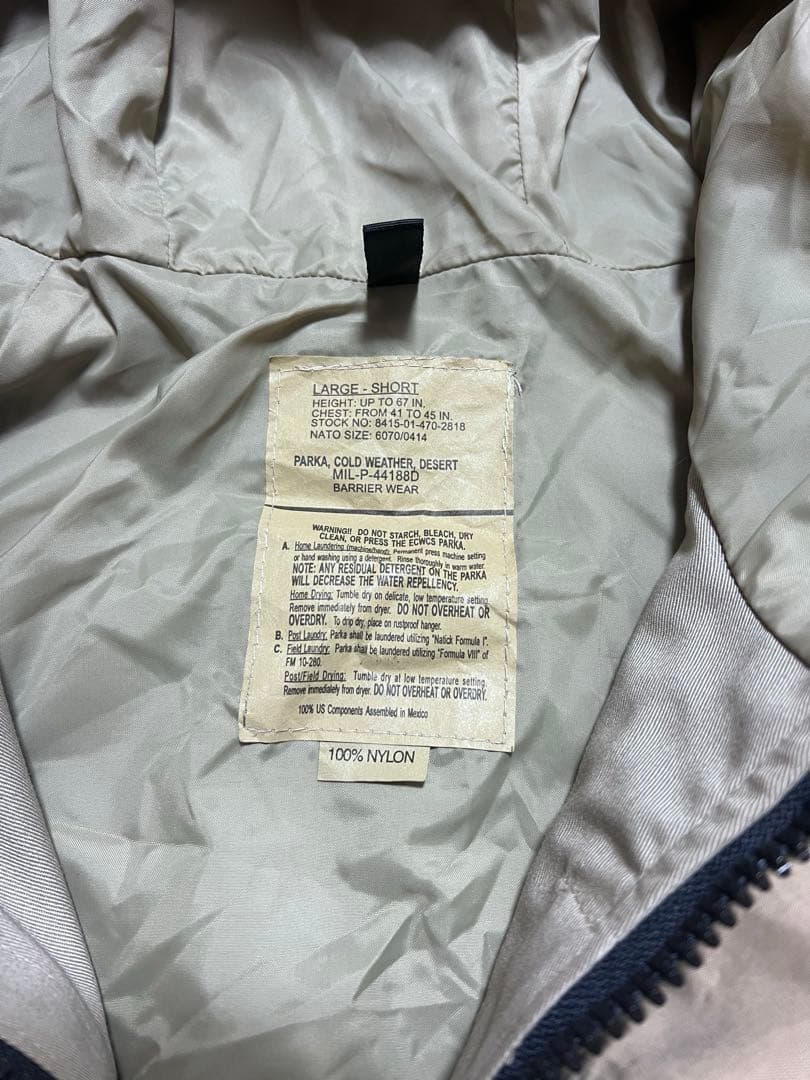 LARGE - SHORT
HEIGHT: UP TO 67 IN.
CHEST: FROM 41 TO 45 IN.
STOCK NO: 8415-01-470-2818
NATO SIZE: 6070/0414
PARKA, COLD WEATHER, DESERT
MIL-P-44188D
BARRIER WEAR
WARNING!! DO NOT STARCH, BLEACH, DRY
CLEAN, OR PRESS THE ECWCS PARKA.
A. Home Laundering (machine/hand): Permanent press machine setting
or hand washing using a detergent. Rinse thoroughly in warm water.
NOTE: ANY RESIDUAL DETERGENT ON THE PARKA
WILL DECREASE THE WATER REPELLENCY.
Home Drying: Tumble dry on delicate, low temperature setting.
Remove immediately from dryer. DO NOT OVERHEAT OR
OVERDRY. To drip dry, place on rustproof hanger.
B. Post Laundry: Parka shall be laundered utilizing "Natick Formula I".
C. Field Laundry: Parka shall be laundered utilizing "Formula VIII" of
FM 10-280.
Post/Field Drying: Tumble dry at low temperature setting.
Remove immediately from dryer. DO NOT OVERHEAT OR OVERDRY.
100% US Components Assembled in Mexico
100% NYLON